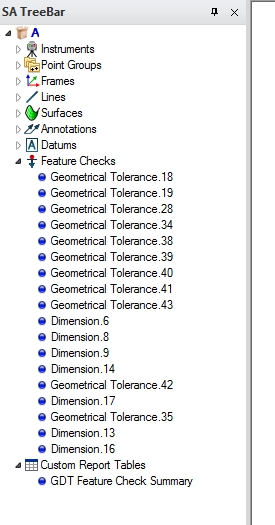 SA TreeBar
A
Instruments
Point Groups
Frames
Lines
Surfaces
Annotations
A Datums
Feature Checks
Geometrical Tolerance.18
Geometrical Tolerance.19
Geometrical Tolerance.28
Geometrical Tolerance.34
Geometrical Tolerance.38
Geometrical Tolerance.39
Geometrical Tolerance.40
Geometrical Tolerance.41
Geometrical Tolerance.43
Dimension.6
Dimension.8
Dimension.9
Dimension.14
Geometrical Tolerance.42
Dimension.17
Geometrical Tolerance.35
Dimension.13
Dimension.16
Custom Report Tables
GDT Feature Check Summary